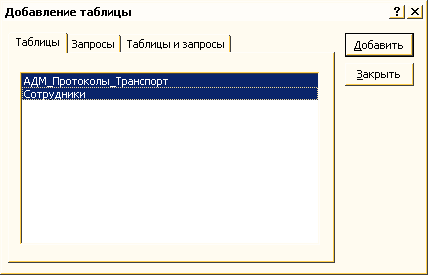 Добавление таблицы
Таблицы Запросы Таблицы и запросы
Добавить
Закрыть
АДМ_Протоколы_Транспорт
Сотрудники